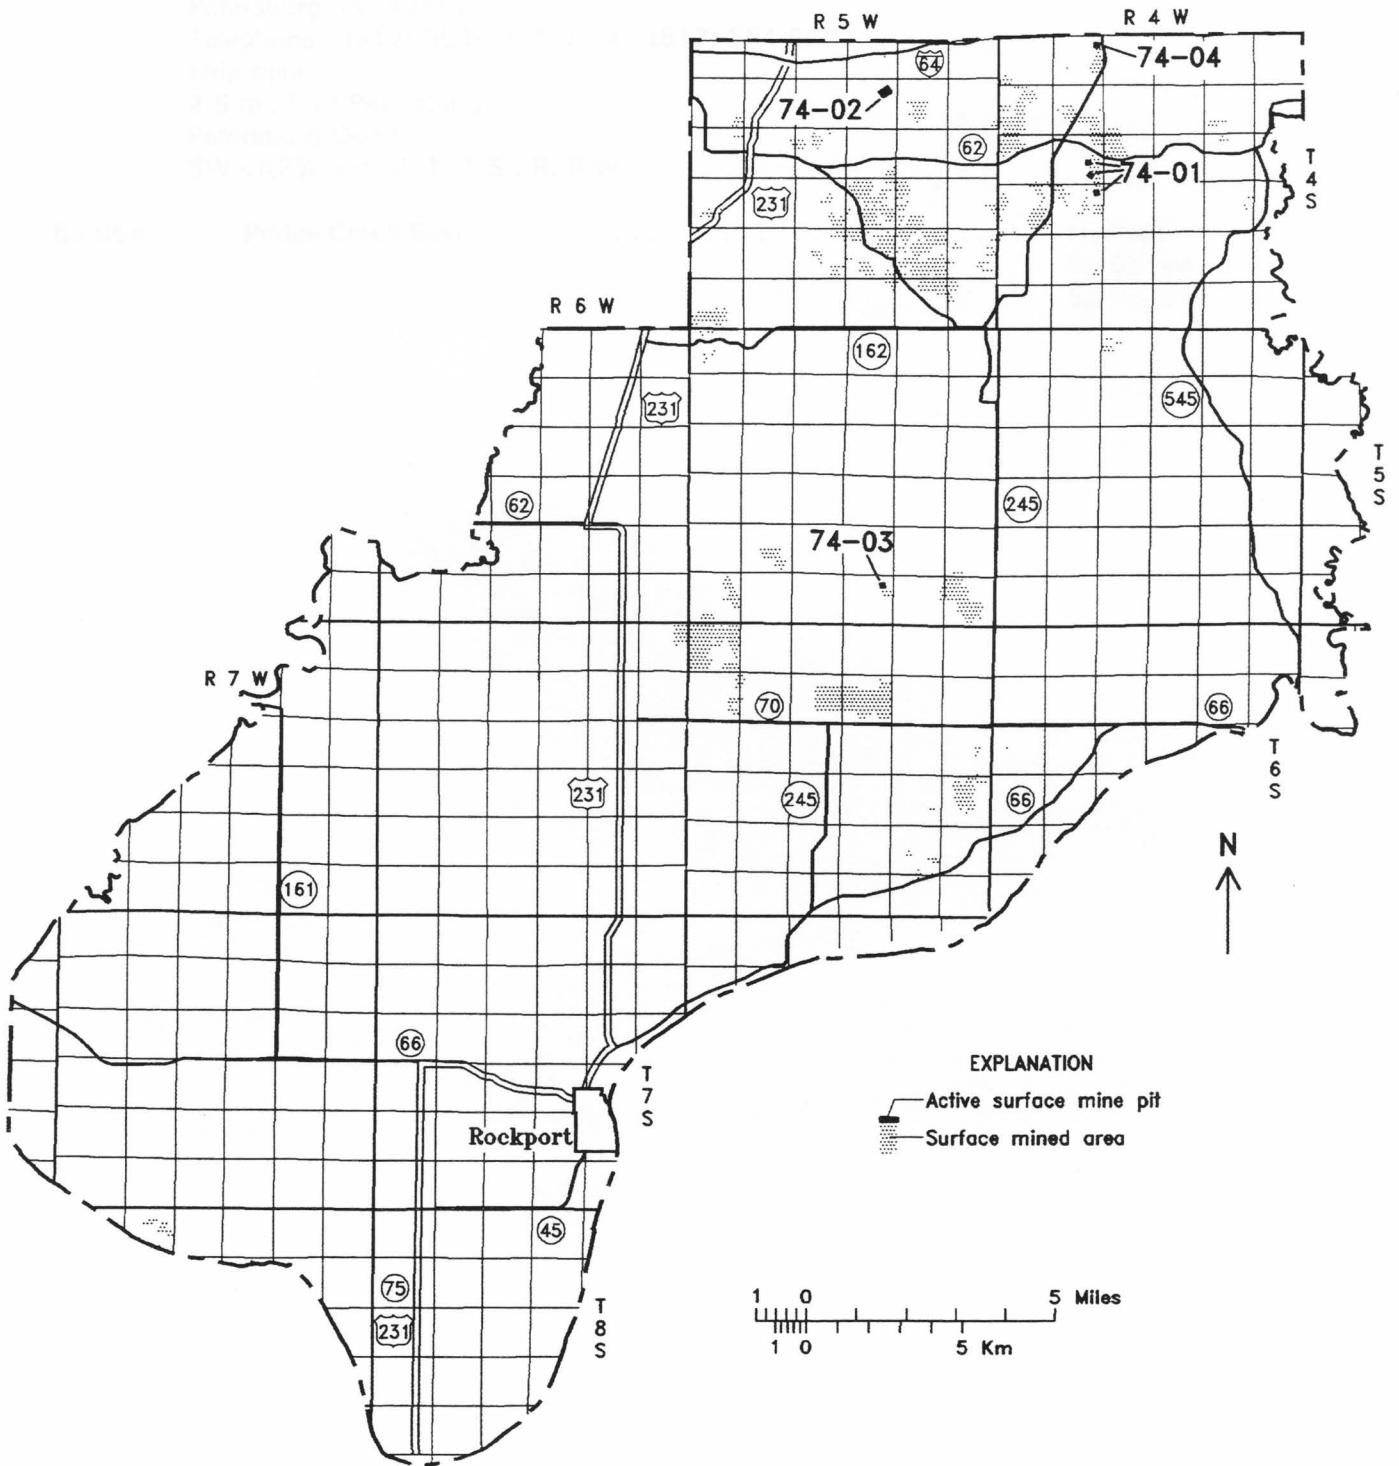 R 5 W
R 4 W
64
74-04
74-02
62
74-01
T
4
S
231
R 6 W
162
231
545
T
5
S
62
245
74-03
R 7 W
70
66
T
6
S
231
245
66
N
161
66
EXPLANATION
Active surface mine pit
Surface mined area
T
7
S
Rockport
45
75
231
T
8
S
1 0 5 Miles
1 0 5 Km